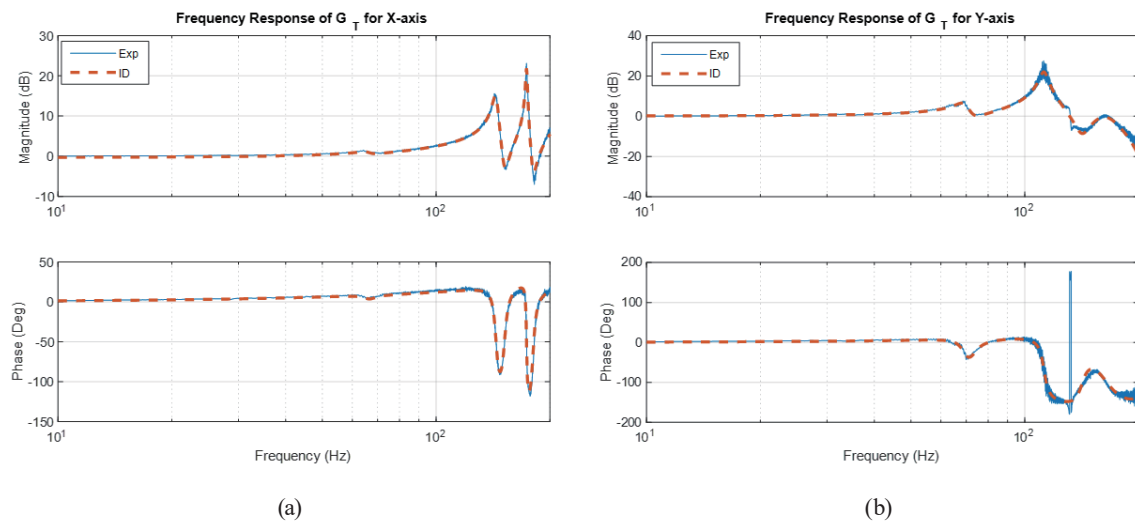 Frequency Response of G T for X-axis
30
20
10
0
-10
Magnitude (dB)
Exp
ID
10^1
10^2
50
0
-50
-100
-150
Phase (Deg)
10^1
10^2
Frequency (Hz)
(a)
Frequency Response of G T for Y-axis
40
20
0
-20
-40
Magnitude (dB)
Exp
ID
10^1
10^2
200
100
0
-100
-200
Phase (Deg)
10^1
10^2
Frequency (Hz)
(b)